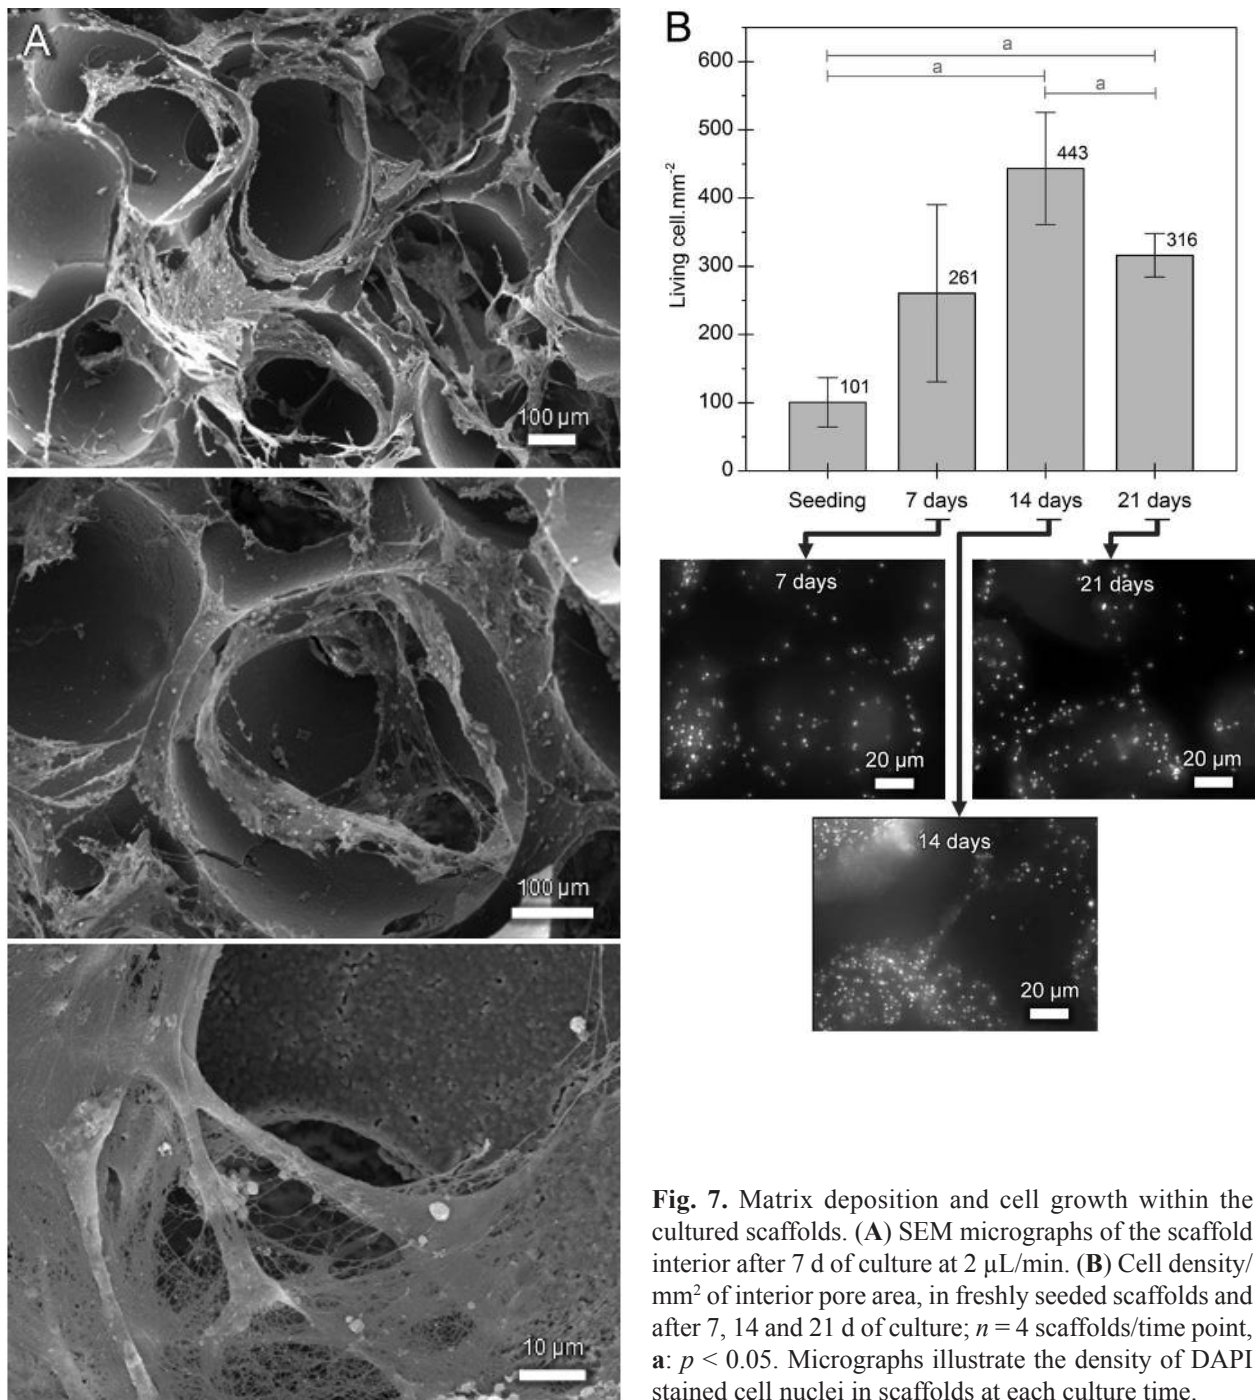 A
100 µm
100 µm
10 µm
B
600
500
400
300
200
100
0
Living cell.mm-2
a
a
a
101
261
443
316
Seeding
7 days
14 days
21 days
7 days
20 µm
21 days
20 µm
14 days
20 µm
Fig. 7. Matrix deposition and cell growth within the
cultured scaffolds. (A) SEM micrographs of the scaffold
interior after 7 d of culture at 2 µL/min. (B) Cell density/
mm² of interior pore area, in freshly seeded scaffolds and
after 7, 14 and 21 d of culture; n = 4 scaffolds/time point,
a: p < 0.05. Micrographs illustrate the density of DAPI
stained cell nuclei in scaffolds at each culture time.